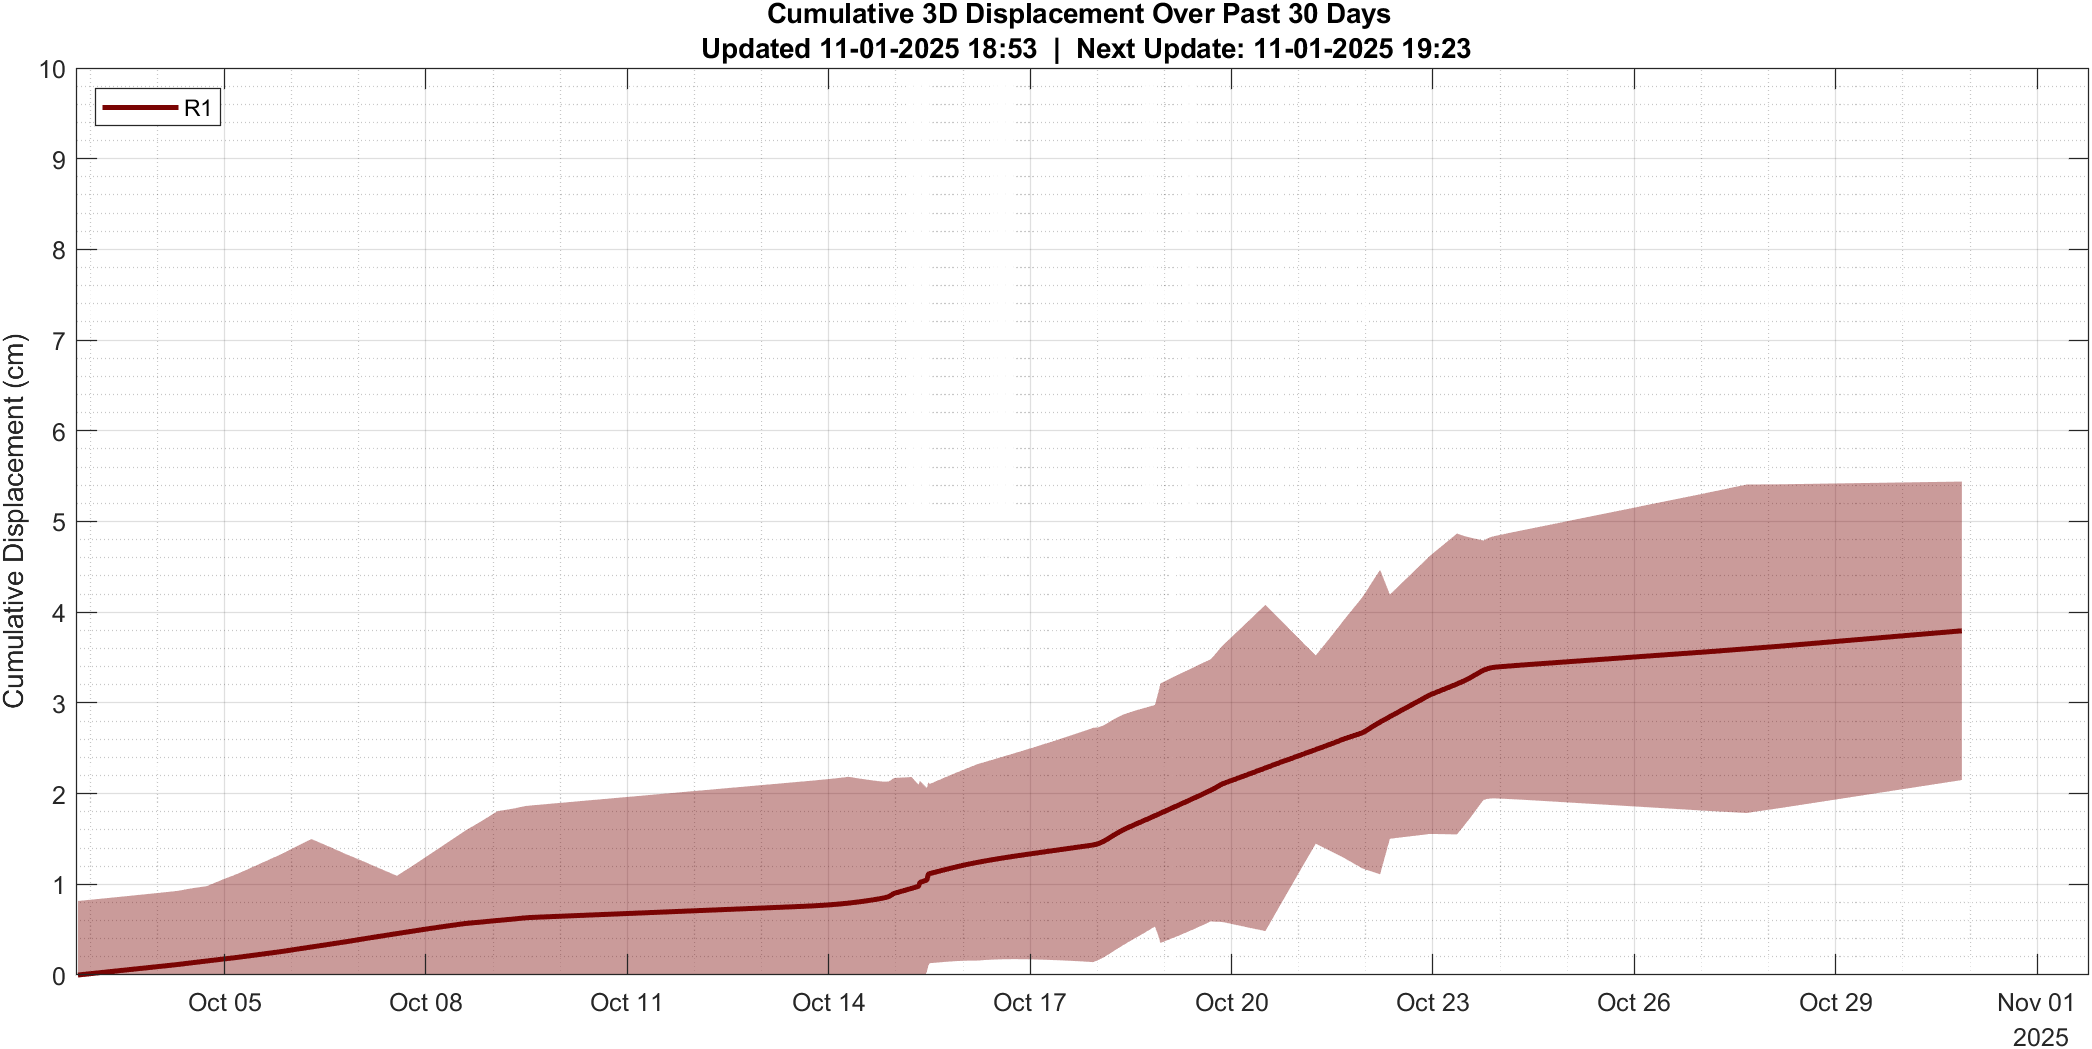 Cumulative 3D Displacement Over Past 30 Days
Updated 11-01-2025 18:53 | Next Update: 11-01-2025 19:23
R1
Cumulative Displacement (cm)
10
9
8
7
6
5
4
3
2
1
0
Oct 05 Oct 08 Oct 11 Oct 14 Oct 17 Oct 20 Oct 23 Oct 26 Oct 29 Nov 01
2025